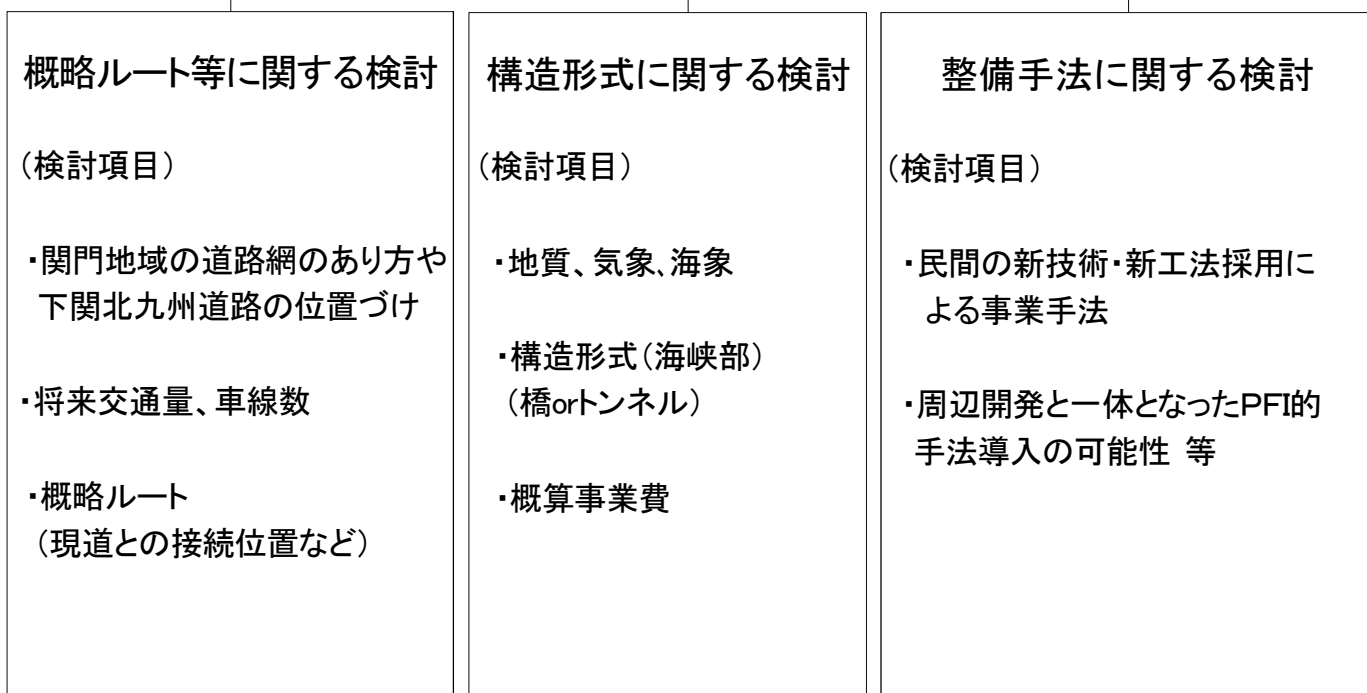 概略ルート等に関する検討
(検討項目)
・関門地域の道路網のあり方や
下関北九州道路の位置づけ
・将来交通量、車線数
・概略ルート
(現道との接続位置など)
構造形式に関する検討
(検討項目)
・地質、気象、海象
・構造形式(海峡部)
(橋orトンネル)
・概算事業費
整備手法に関する検討
(検討項目)
・民間の新技術・新工法採用に
よる事業手法
・周辺開発と一体となったPFI的
手法導入の可能性 等